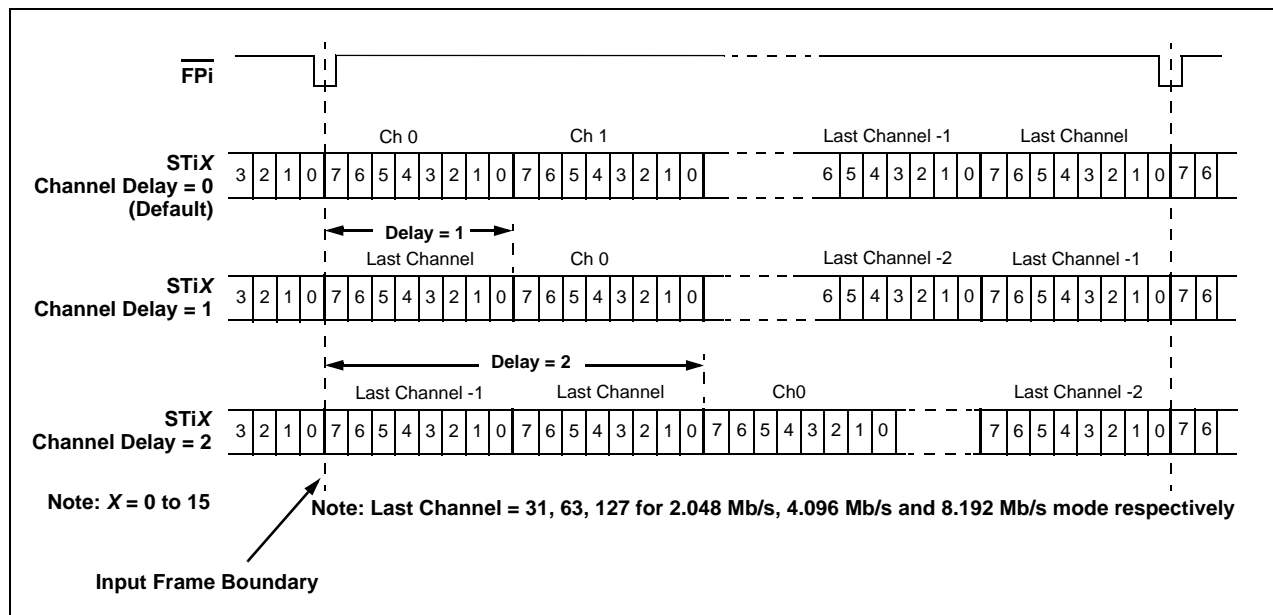 FPi
Ch 0 Ch 1 Last Channel -1 Last Channel
STiX
Channel Delay = 0
(Default)
3 2 1 0 7 6 5 4 3 2 1 0 7 6 5 4 3 2 1 0 6 5 4 3 2 1 0 7 6 5 4 3 2 1 0 7 6
Delay = 1
Last Channel Ch 0 Last Channel -2 Last Channel -1
STiX
Channel Delay = 1
3 2 1 0 7 6 5 4 3 2 1 0 7 6 5 4 3 2 1 0 6 5 4 3 2 1 0 7 6 5 4 3 2 1 0 7 6
Delay = 2
Last Channel -1 Last Channel Ch0 Last Channel -2
STiX
Channel Delay = 2
3 2 1 0 7 6 5 4 3 2 1 0 7 6 5 4 3 2 1 0 7 6 5 4 3 2 1 0 7 6 5 4 3 2 1 0 7 6
Note: X = 0 to 15
Note: Last Channel = 31, 63, 127 for 2.048 Mb/s, 4.096 Mb/s and 8.192 Mb/s mode respectively
Input Frame Boundary